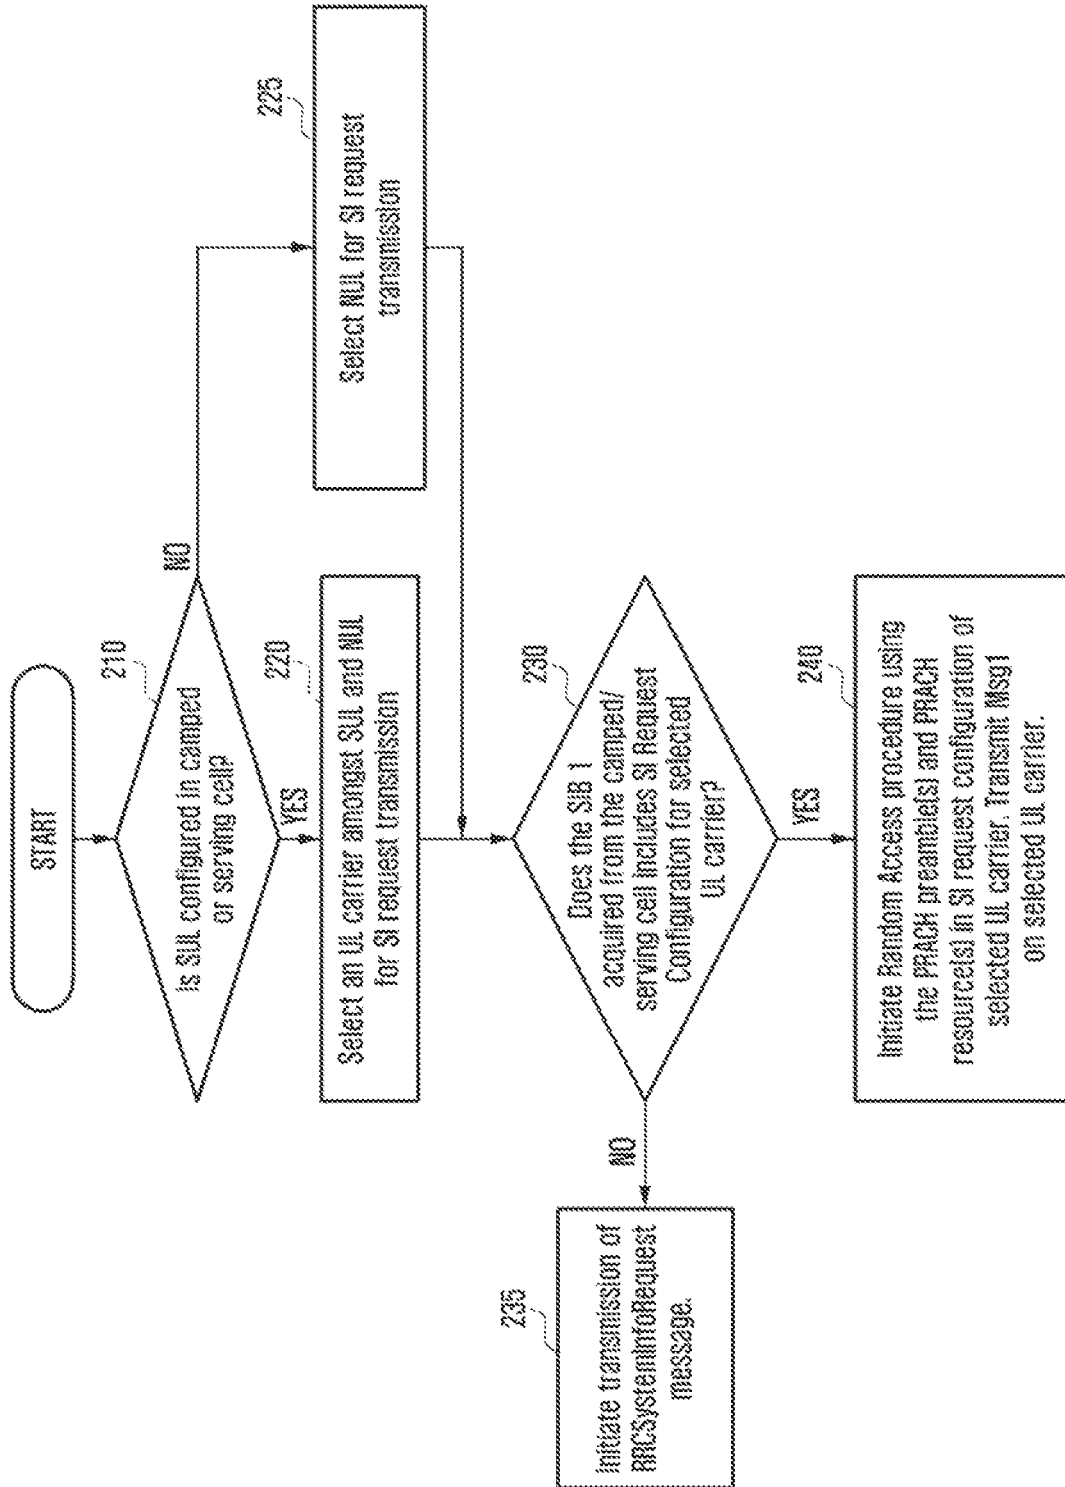 START
210
Is SUL configured in camped
or serving cell?
NO
YES
220
Select an UL carrier amongst SUL and NUL
for SI request transmission
225
Select NUL for SI request
transmission
230
Does the SIB 1
acquired from the camped/
serving cell includes SI Request
Configuration for selected
UL carrier?
NO
YES
235
Initiate transmission of
RRCSystemInfoRequest
message.
240
Initiate Random Access procedure using
the PRACH preamble(s) and PRACH
resource(s) in SI request configuration of
selected UL carrier. Transmit Msg1
on selected UL carrier.